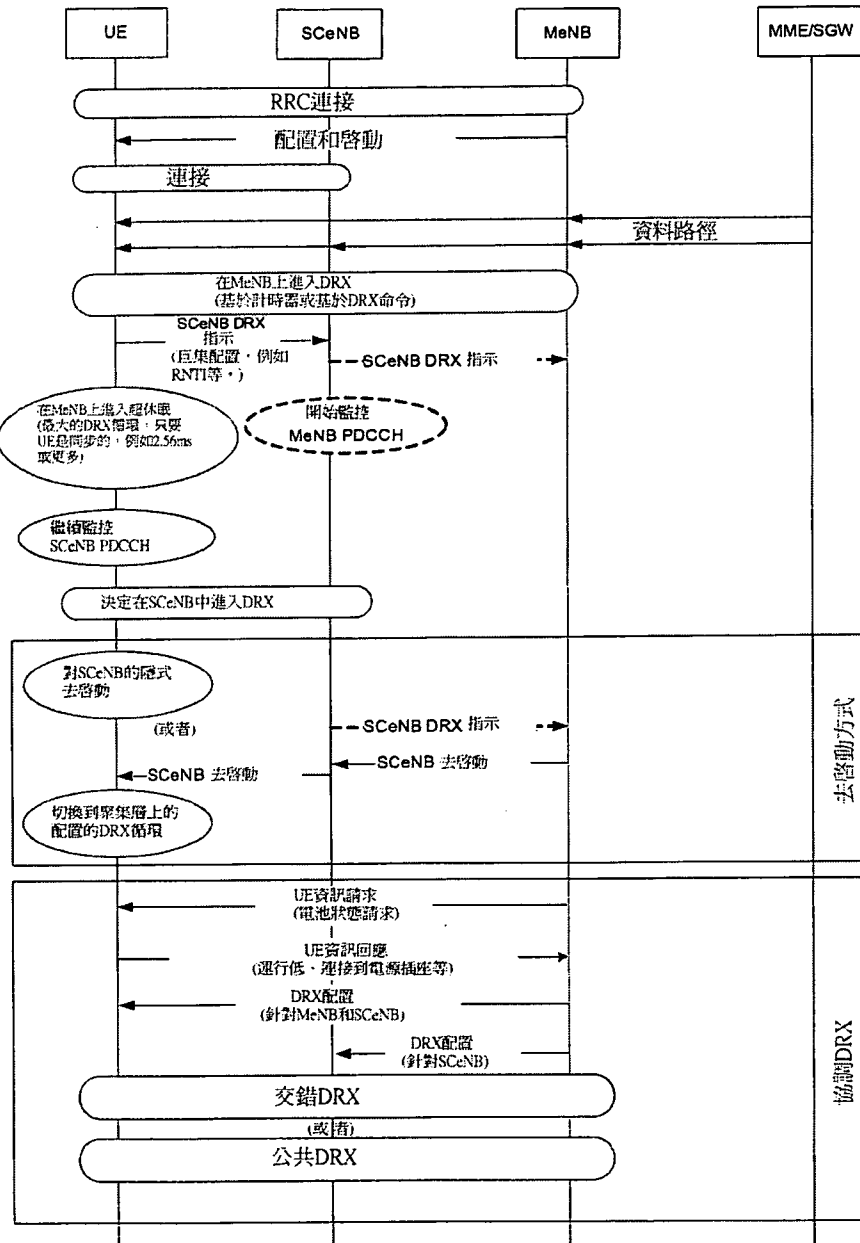 UE
SCeNB
MeNB
MME/SGW
RRC連接
配置和啓動
連接
資料路徑
在MeNB上進入DRX
(基於計時器或基於DRX命令)
SCeNB DRX
指示
(巨集配置，例如
RNTI等，)
SCeNB DRX 指示
在MeNB上進入超休眠
(最大的DRX循環，只要
UE是同步的，例如2.56ms
或更多)
開始監控
MeNB PDCCH
繼續監控
SCeNB PDCCH
決定在SCeNB中進入DRX
對SCeNB的隱式
去啓動
(或者)
SCeNB DRX 指示
SCeNB 去啓動
SCeNB 去啓動
切換到聚集層上的
配置的DRX循環
去啓動方式
UE資訊請求
(電池狀態請求)
UE資訊回應
(運行低、連接到電源插座等)
DRX配置
(針對MeNB和SCeNB)
DRX配置
(針對SCeNB)
交錯DRX
(或者)
公共DRX
協調DRX